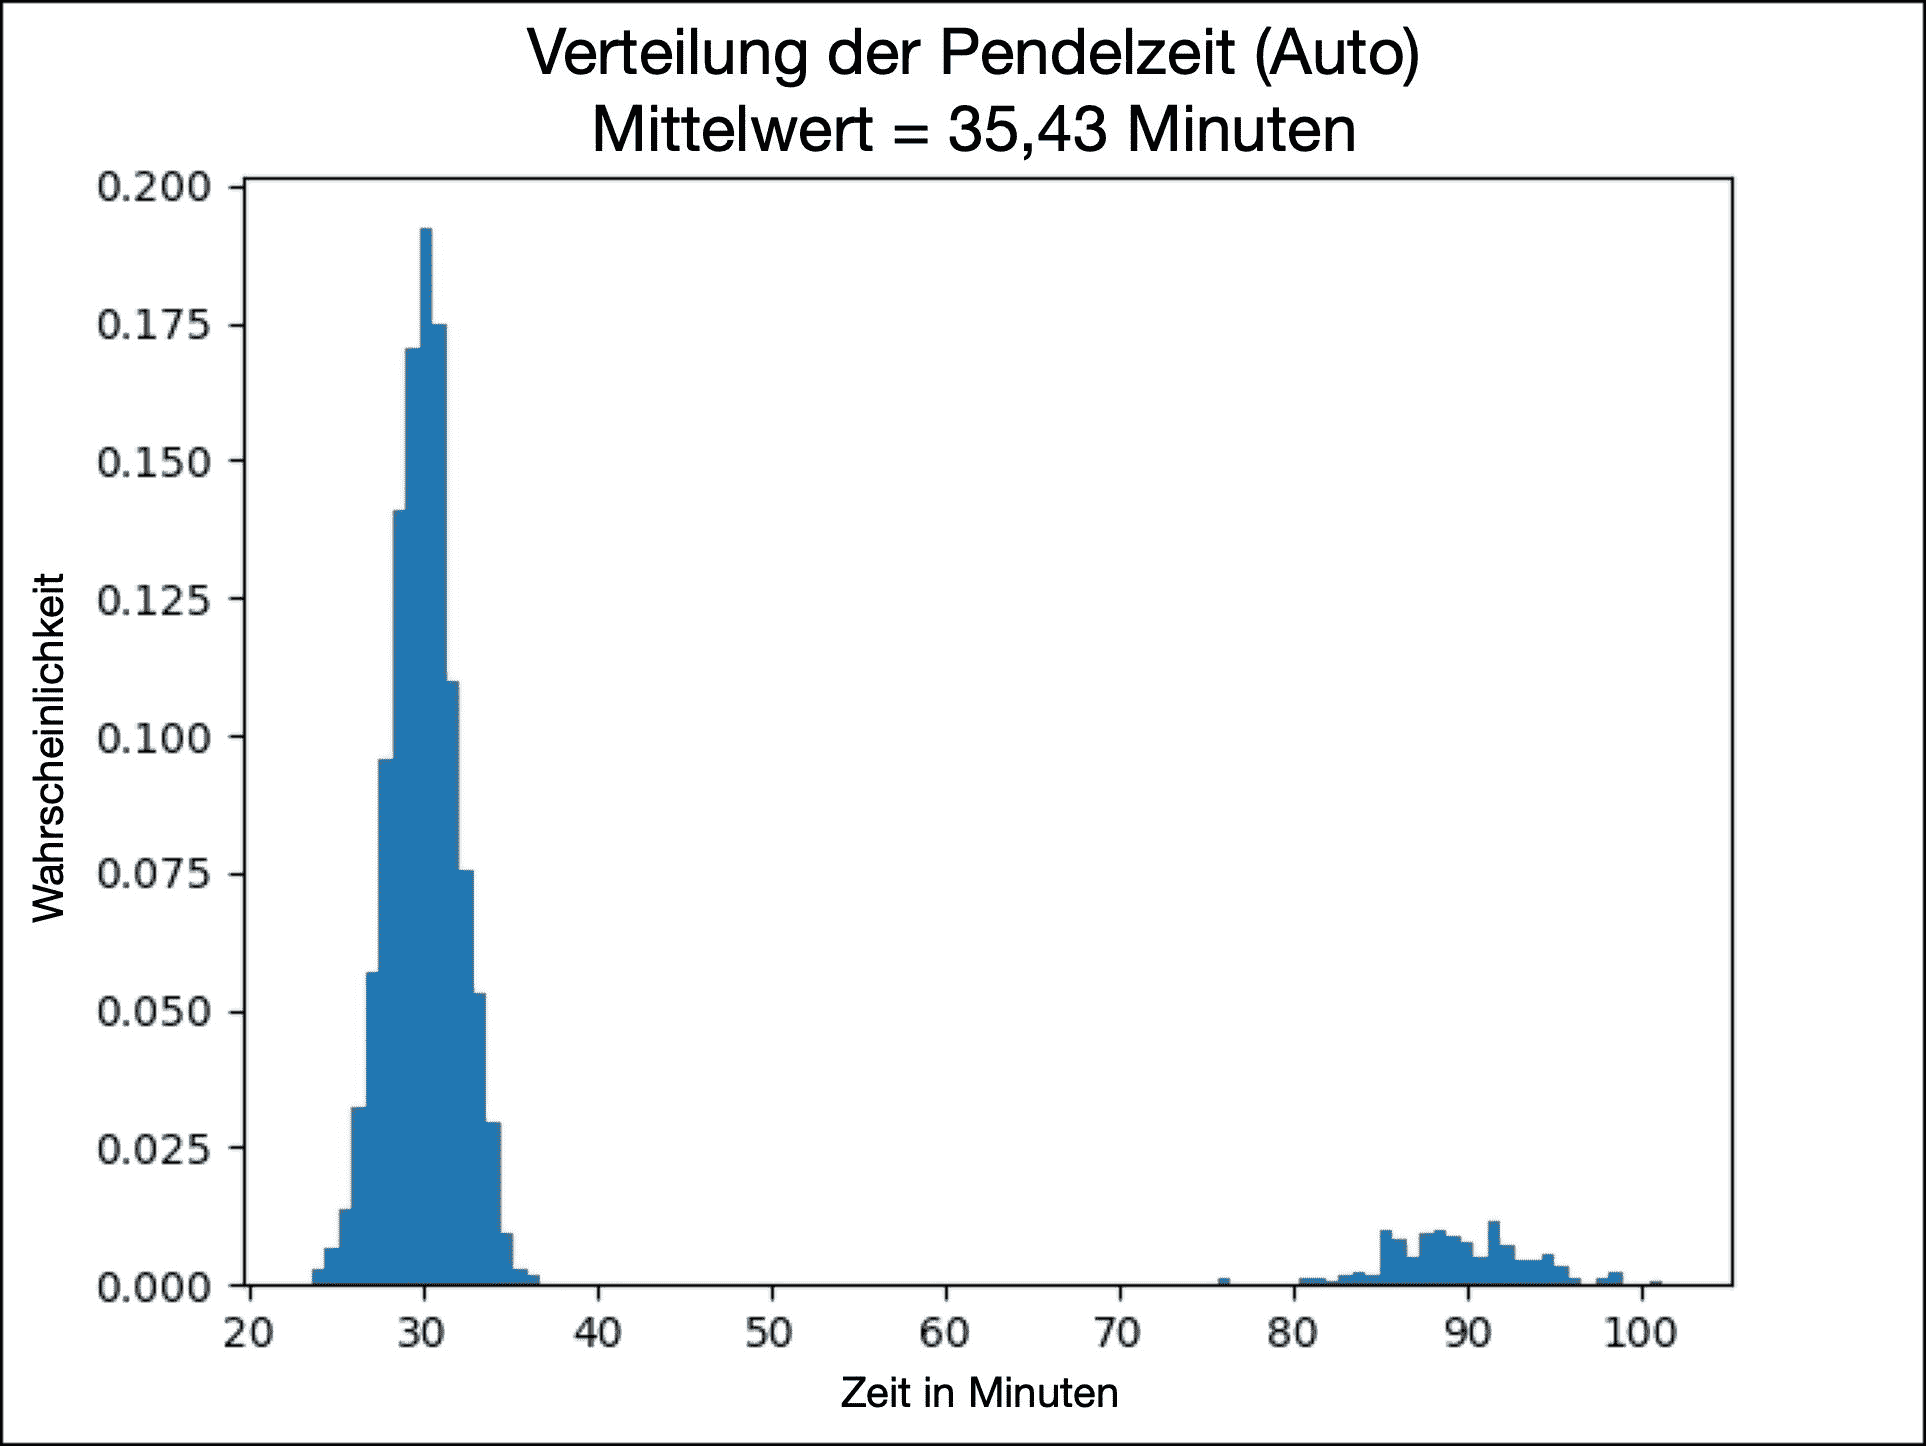 Verteilung der Pendelzeit (Auto)
Mittelwert = 35,43 Minuten
0.200
0.175
0.150
0.125
0.100
0.075
0.050
0.025
0.000
Wahrscheinlichkeit
20 30 40 50 60 70 80 90 100
Zeit in Minuten